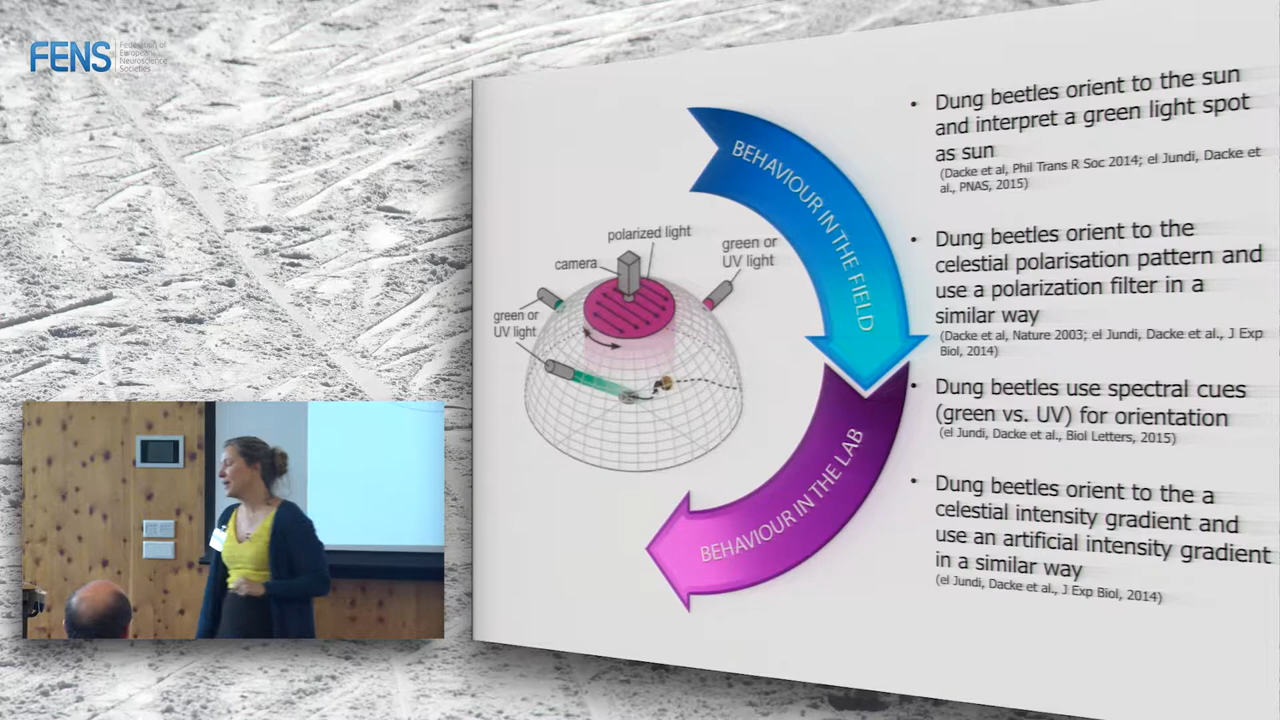 FENS
Federation of
European
Neuroscience
Societies
BEHAVIOUR IN THE FIELD
BEHAVIOUR IN THE LAB
polarized light
camera
green or
UV light
green or
UV light
• Dung beetles orient to the sun
and interpret a green light spot
as sun
(Dacke et al, Phil Trans R Soc 2014; el Jundi, Dacke et
al., PNAS, 2015)
• Dung beetles orient to the
celestial polarisation pattern and
use a polarization filter in a
similar way
(Dacke et al, Nature 2003; el Jundi, Dacke et al., J Exp
Biol, 2014)
• Dung beetles use spectral cues
(green vs. UV) for orientation
(el Jundi, Dacke et al., Biol Letters, 2015)
• Dung beetles orient to the a
celestial intensity gradient and
use an artificial intensity gradient
in a similar way
(el Jundi, Dacke et al., J Exp Biol, 2014)